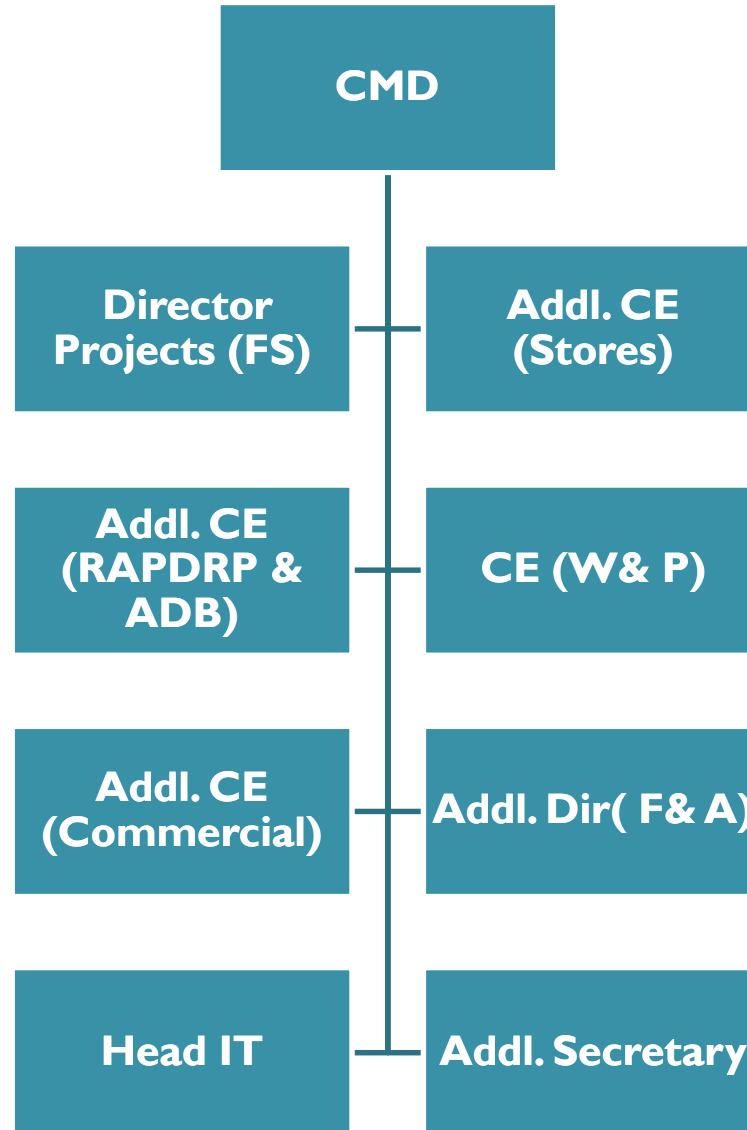 CMD
Director
Projects (FS)
Addl. CE
(Stores)
Addl. CE
(RAPDRP &
ADB)
CE (W& P)
Addl. CE
(Commercial)
Addl. Dir( F& A)
Head IT
Addl. Secretary